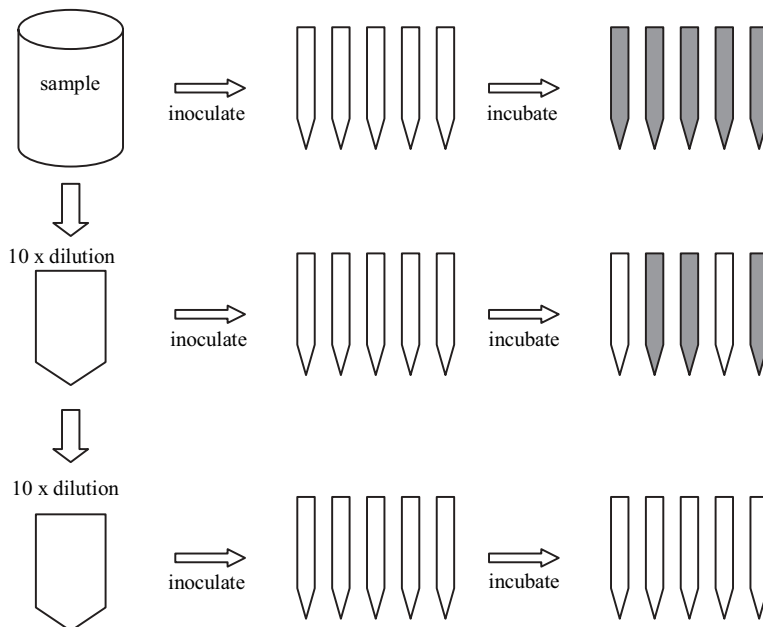 sample
inoculate
incubate
10 x dilution
inoculate
incubate
10 x dilution
inoculate
incubate